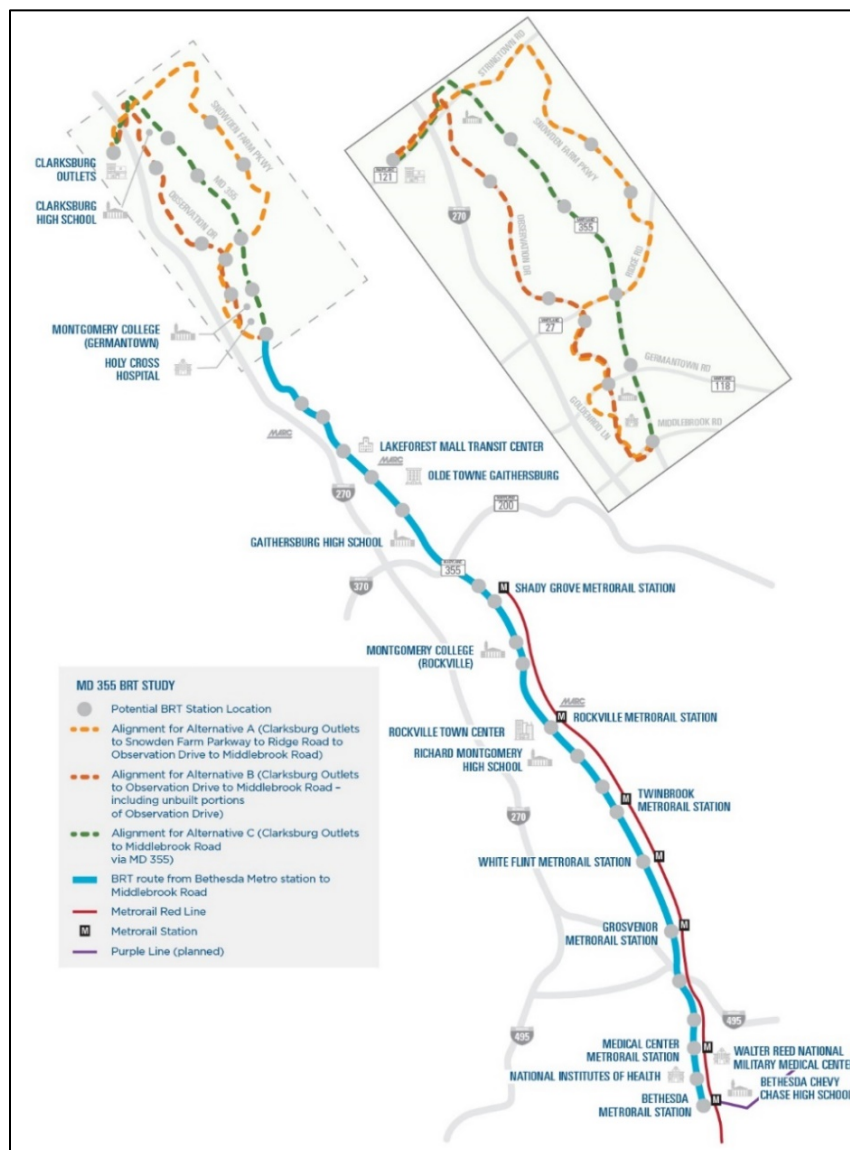 CLARKSBURG
OUTLETS
CLARKSBURG
HIGH SCHOOL
SNOWDEN FARM PKWY
MD 355
OBSERVATION DR
MONTGOMERY COLLEGE
(GERMANTOWN)
HOLY CROSS
HOSPITAL
STRINGTOWN RD
SNOWDEN FARM PKWY
121
270
355
OBSERVATION DR
RIDGE RD
27
GERMANTOWN RD
118
GOLDENROD LN
MIDDLEBROOK RD
MARC
LAKEFOREST MALL TRANSIT CENTER
MARC
OLDE TOWNE GAITHERSBURG
270
200
GAITHERSBURG HIGH SCHOOL
355
370
M
SHADY GROVE METRORAIL STATION
MONTGOMERY COLLEGE
(ROCKVILLE)
MARC
M
ROCKVILLE METRORAIL STATION
ROCKVILLE TOWN CENTER
RICHARD MONTGOMERY
HIGH SCHOOL
M
TWINBROOK
METRORAIL STATION
270
WHITE FLINT METRORAIL STATION
M
GROSVENOR
METRORAIL STATION
M
495
495
MEDICAL CENTER
METRORAIL STATION
M
WALTER REED NATIONAL
MILITARY MEDICAL CENTER
NATIONAL INSTITUTES OF HEALTH
BETHESDA CHEVY
CHASE HIGH SCHOOL
BETHESDA
METRORAIL STATION
M
MD 355 BRT STUDY
Potential BRT Station Location
Alignment for Alternative A (Clarksburg Outlets
to Snowden Farm Parkway to Ridge Road to
Observation Drive to Middlebrook Road)
Alignment for Alternative B (Clarksburg Outlets
to Observation Drive to Middlebrook Road –
including unbuilt portions
of Observation Drive)
Alignment for Alternative C (Clarksburg Outlets
to Middlebrook Road
via MD 355)
BRT route from Bethesda Metro station to
Middlebrook Road
Metrorail Red Line
M
Metrorail Station
Purple Line (planned)